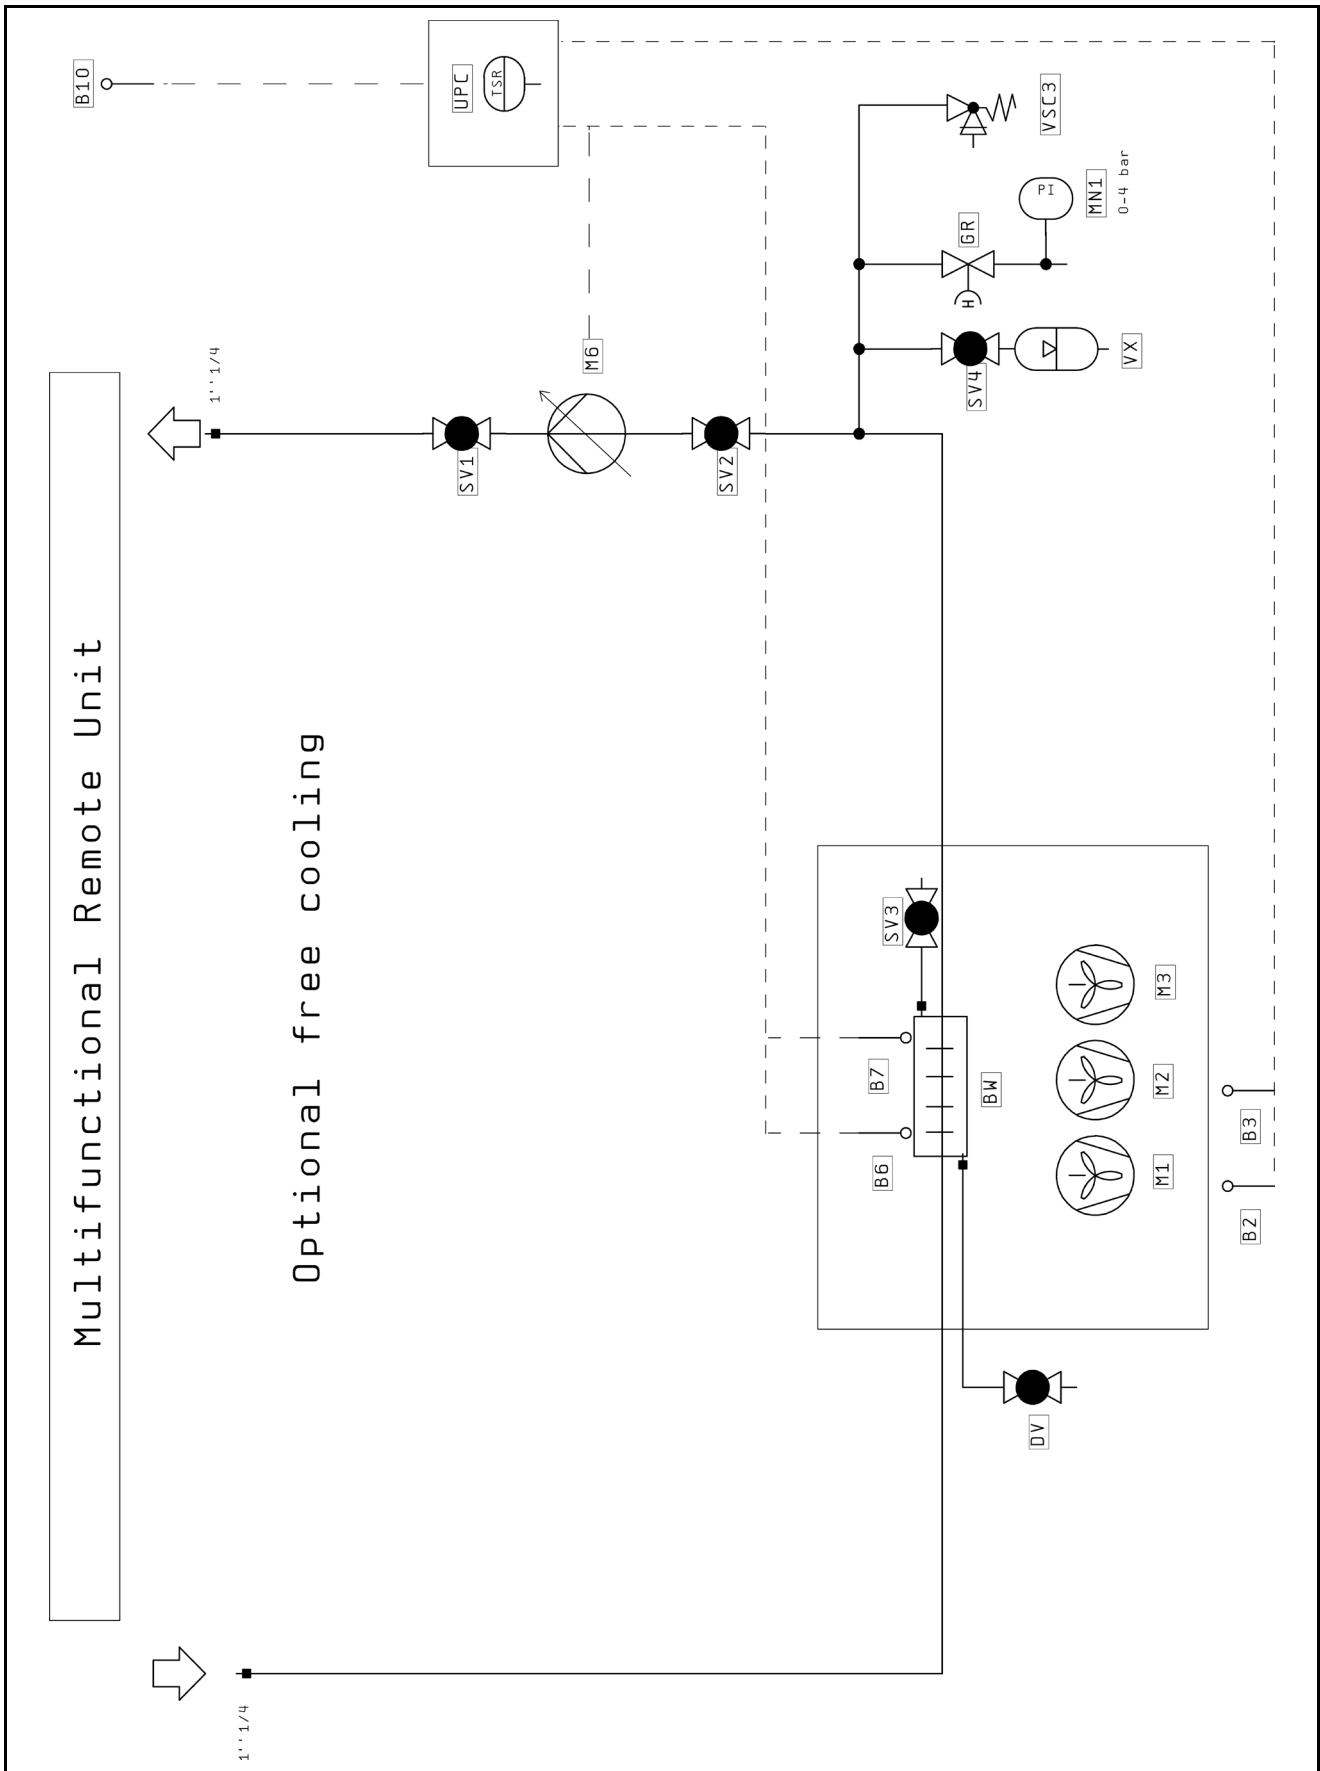 Multifunctional Remote Unit
Optional free cooling
B10
UPC
TSR
VSC3
PI
MN1
0-4 bar
GR
H
VX
SV4
M6
1''1/4
SV1
SV2
SV3
M3
M2
M1
B7
B6
BW
B3
B2
DV
1''1/4